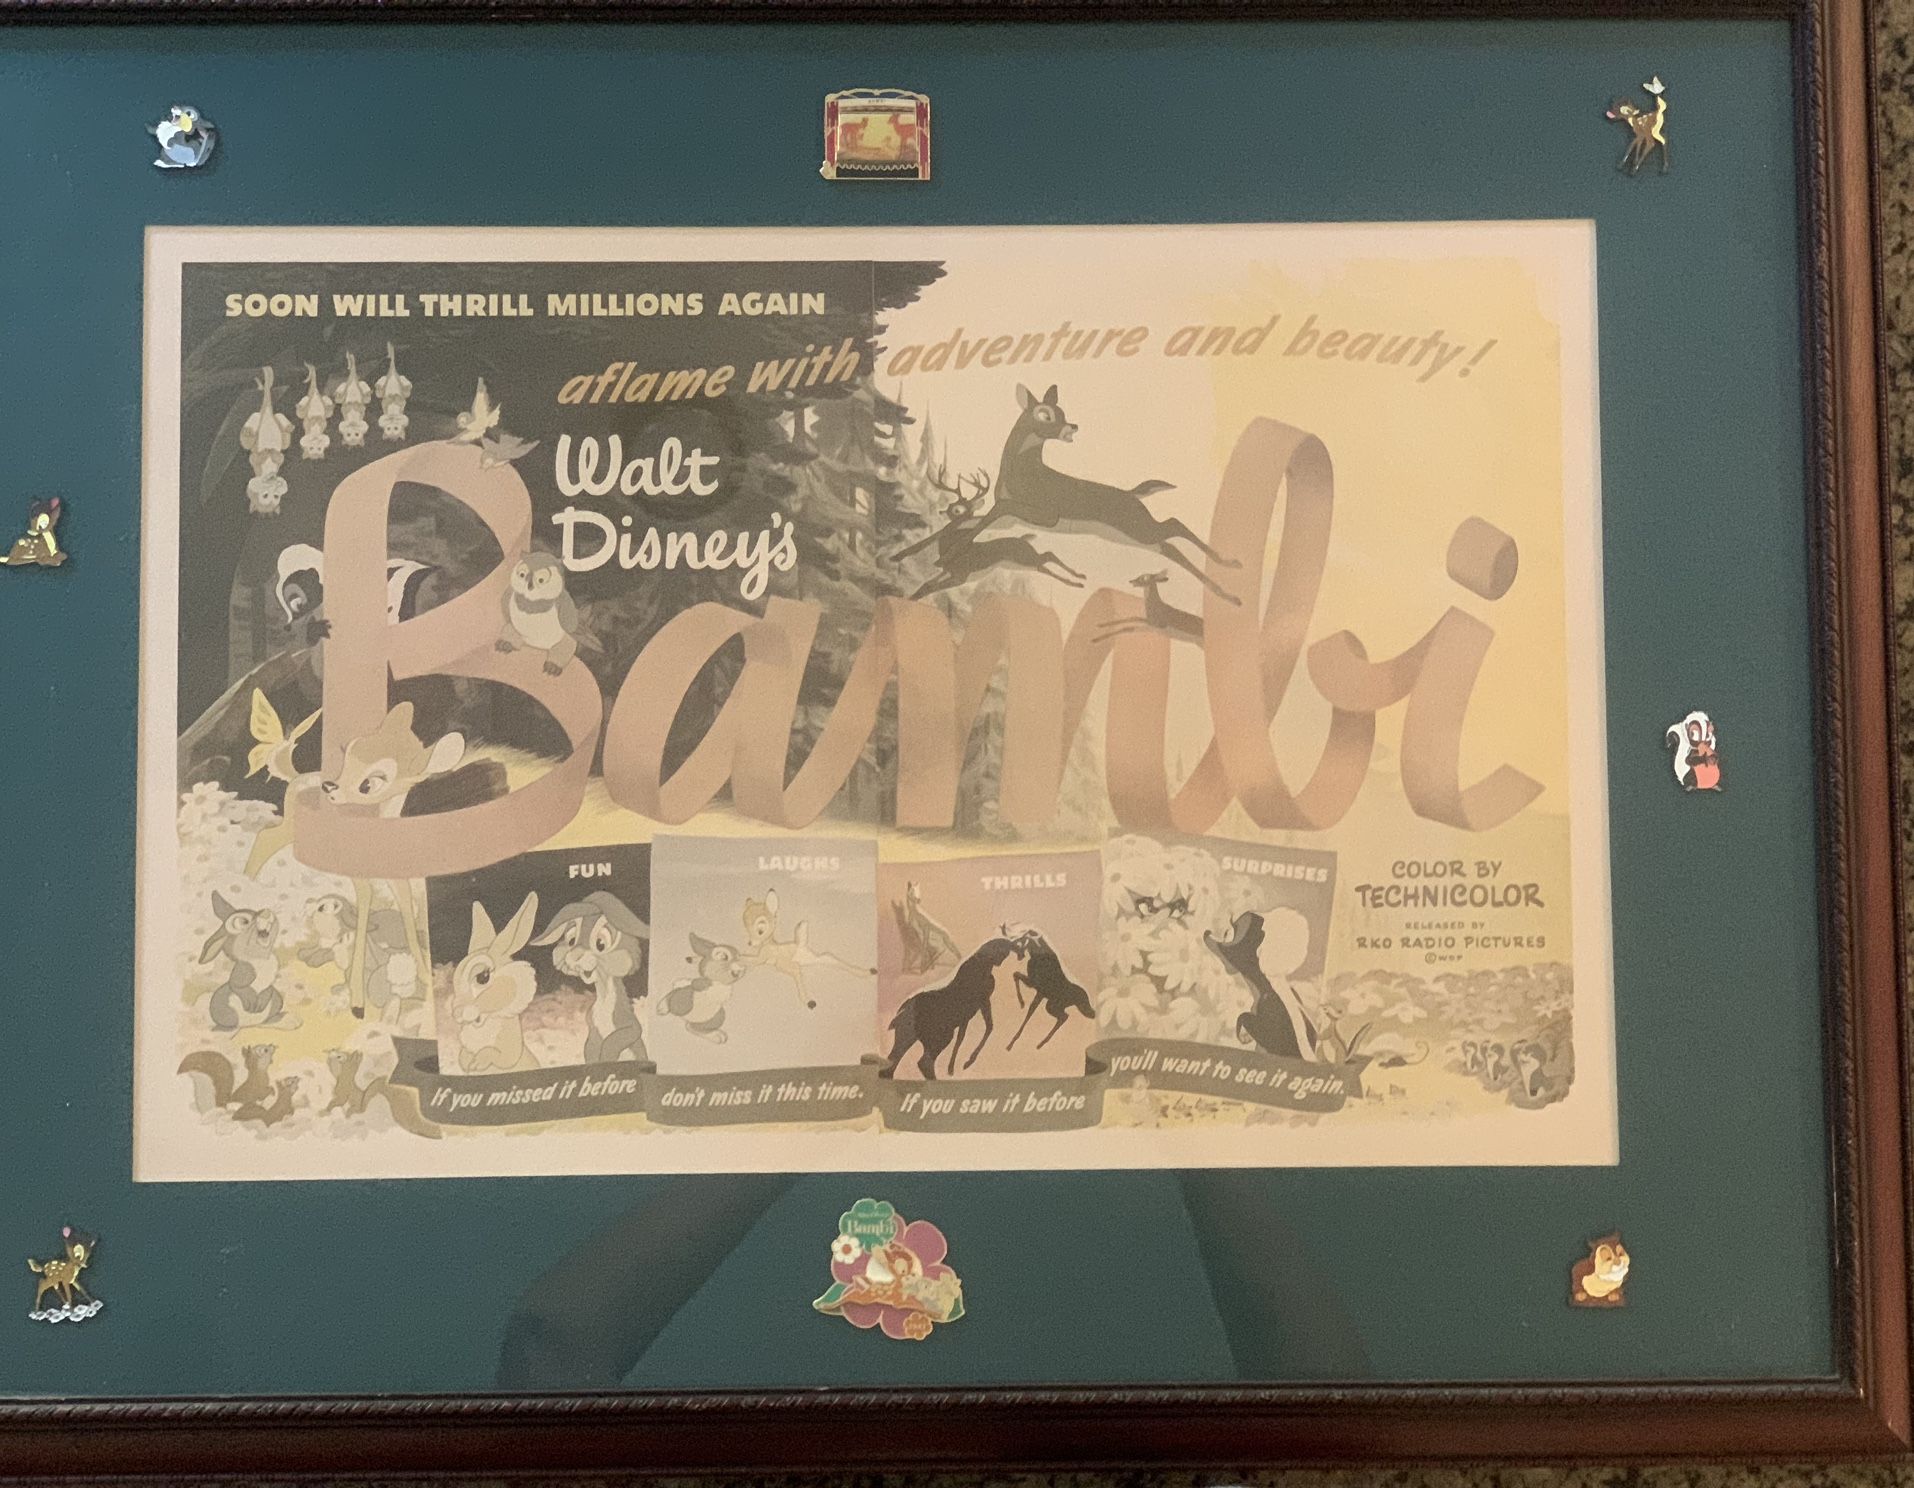 SOON WILL THRILL MILLIONS AGAIN
aflame with adventure and beauty!
Walt
Disney's
Bambi
FUN
LAUGHS
THRILLS
SURPRISES
COLOR BY
TECHNICOLOR
RELEASED BY
RKO RADIO PICTURES
©WDP
If you missed it before
don't miss it this time.
If you saw it before
you'll want to see it again.
Bambi